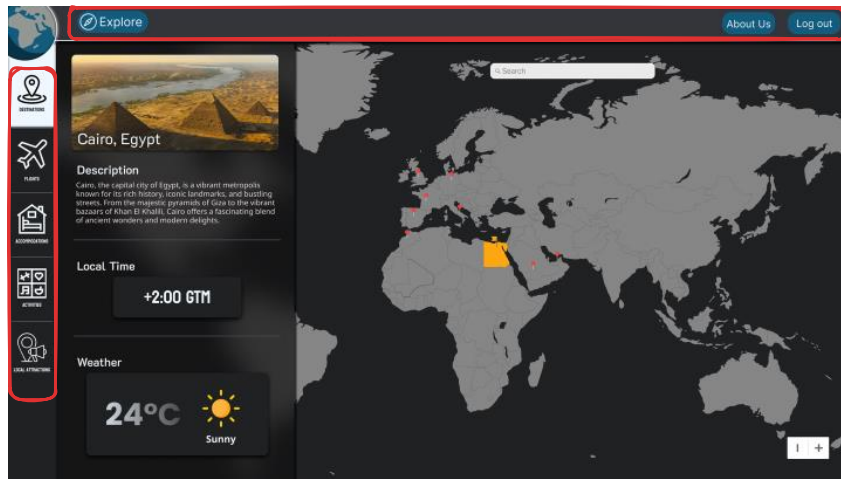 Explore
About Us
Log out
DESTINATIONS
FLIGHTS
ACCOMMODATIONS
ACTIVITIES
LOCAL ATTRACTIONS
Cairo, Egypt
Description
Cairo, the capital city of Egypt, is a vibrant metropolis
known for its rich history, iconic landmarks, and bustling
streets. From the majestic pyramids of Giza to the vibrant
bazaars of Khan El Khalili, Cairo offers a fascinating blend
of ancient wonders and modern delights.
Local Time
+2:00 GTM
Weather
24°C
Sunny
Search
I +